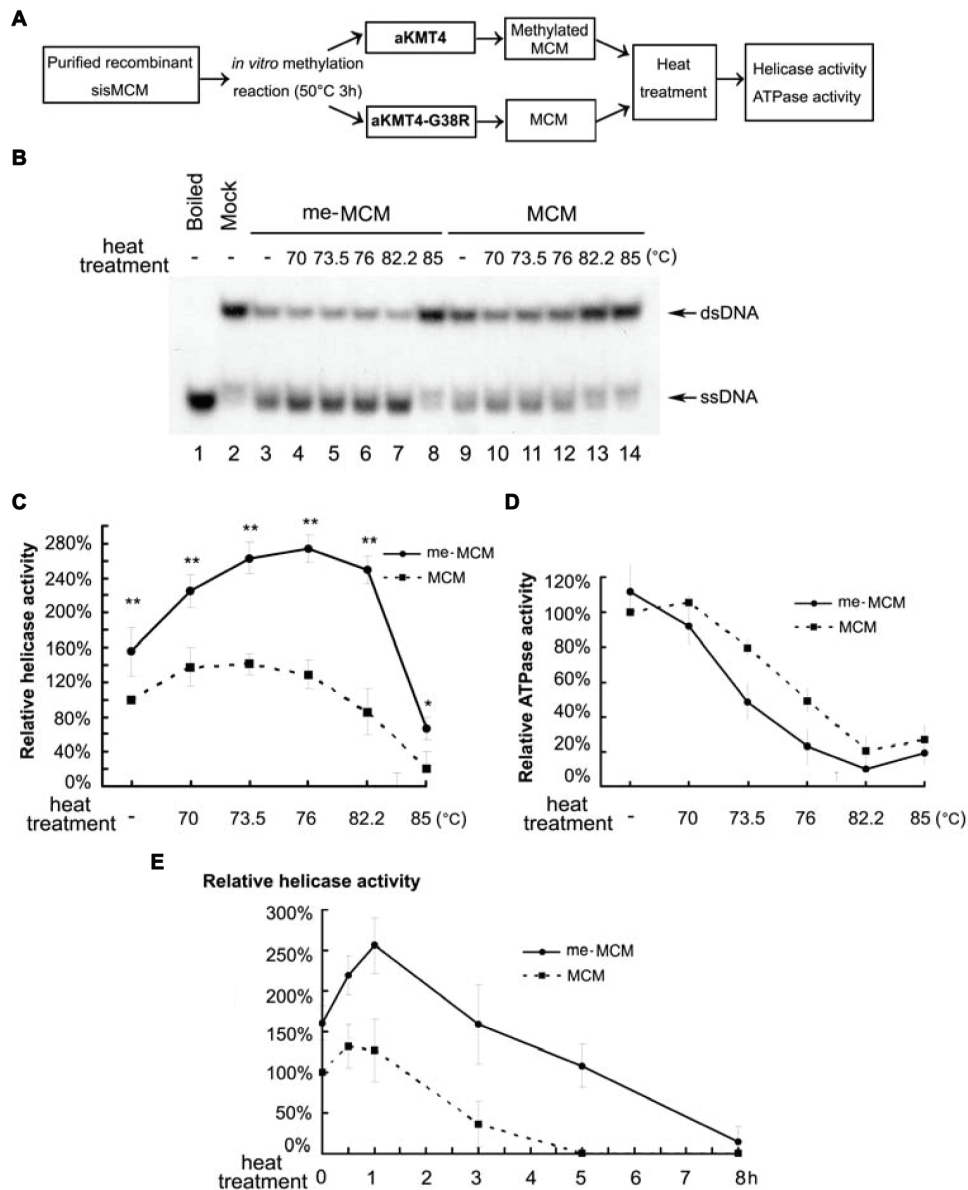 A
Purified recombinant
sisMCM
in vitro methylation
reaction (50°C 3h)
aKMT4
aKMT4-G38R
Methylated
MCM
MCM
Heat
treatment
Helicase activity
ATPase activity
B
Boiled
Mock
me-MCM
MCM
heat
treatment
- - - 70 73.5 76 82.2 85 - 70 73.5 76 82.2 85 (°C)
dsDNA
ssDNA
1 2 3 4 5 6 7 8 9 10 11 12 13 14
C
Relative helicase activity
280%
240%
200%
160%
120%
80%
40%
0%
** ** ** ** ** *
me-MCM
MCM
heat
treatment
- 70 73.5 76 82.2 85 (°C)
D
Relative ATPase activity
120%
100%
80%
60%
40%
20%
0%
me-MCM
MCM
heat
treatment
- 70 73.5 76 82.2 85 (°C)
E
Relative helicase activity
300%
250%
200%
150%
100%
50%
0%
me-MCM
MCM
heat
treatment
0 1 2 3 4 5 6 7 8h